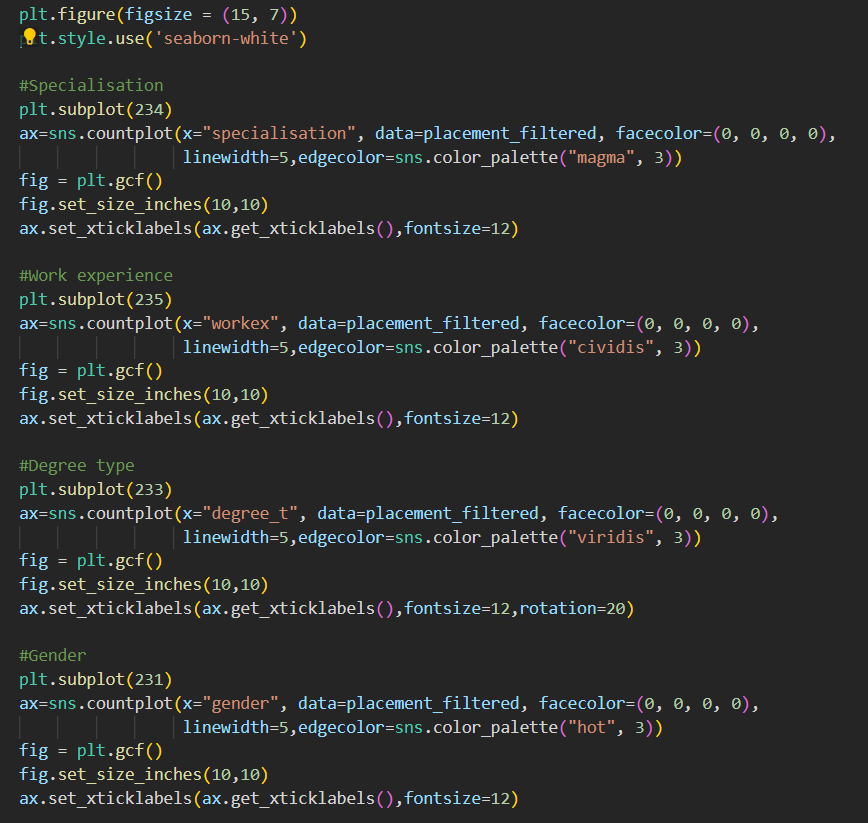 plt.figure(figsize = (15, 7))
plt.style.use('seaborn-white')
#Specialisation
plt.subplot(234)
ax=sns.countplot(x="specialisation", data=placement_filtered, facecolor=(0, 0, 0, 0),
linewidth=5,edgecolor=sns.color_palette("magma", 3))
fig = plt.gcf()
fig.set_size_inches(10,10)
ax.set_xticklabels(ax.get_xticklabels(),fontsize=12)
#Work experience
plt.subplot(235)
ax=sns.countplot(x="workex", data=placement_filtered, facecolor=(0, 0, 0, 0),
linewidth=5,edgecolor=sns.color_palette("cividis", 3))
fig = plt.gcf()
fig.set_size_inches(10,10)
ax.set_xticklabels(ax.get_xticklabels(),fontsize=12)
#Degree type
plt.subplot(233)
ax=sns.countplot(x="degree_t", data=placement_filtered, facecolor=(0, 0, 0, 0),
linewidth=5,edgecolor=sns.color_palette("viridis", 3))
fig = plt.gcf()
fig.set_size_inches(10,10)
ax.set_xticklabels(ax.get_xticklabels(),fontsize=12,rotation=20)
#Gender
plt.subplot(231)
ax=sns.countplot(x="gender", data=placement_filtered, facecolor=(0, 0, 0, 0),
linewidth=5,edgecolor=sns.color_palette("hot", 3))
fig = plt.gcf()
fig.set_size_inches(10,10)
ax.set_xticklabels(ax.get_xticklabels(),fontsize=12)